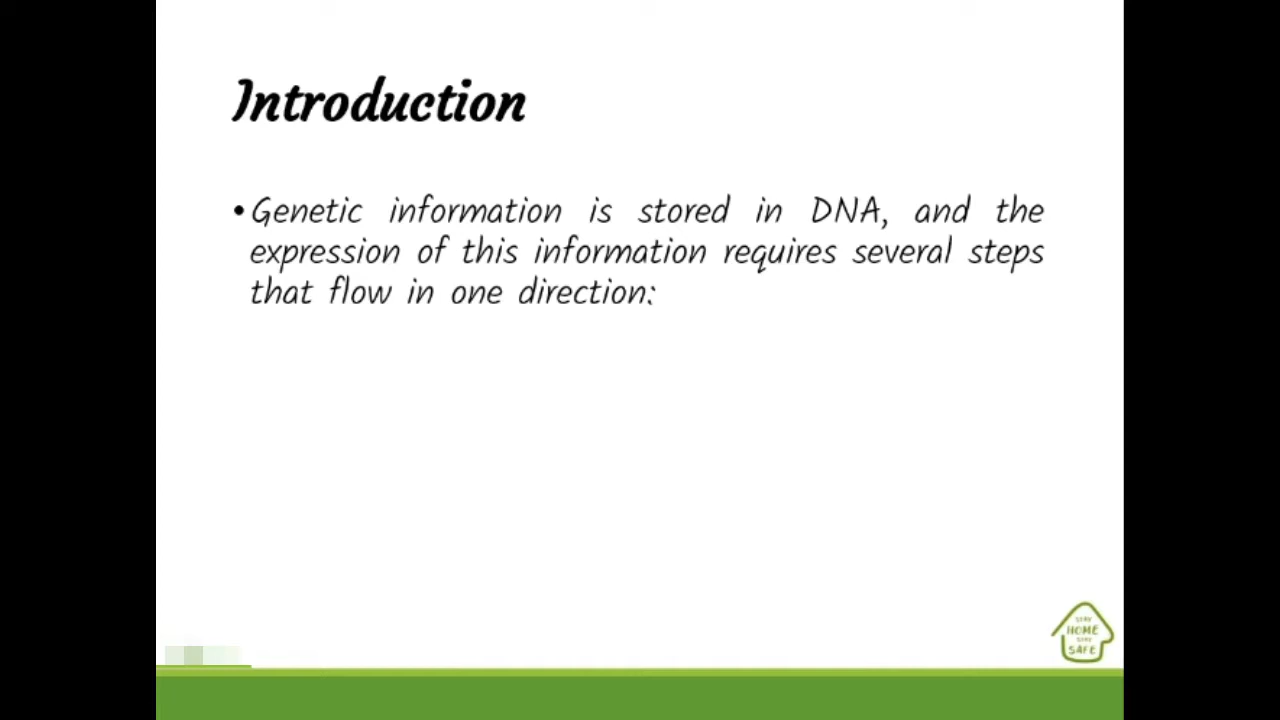 Introduction
•Genetic information is stored in DNA, and the
expression of this information requires several steps
that flow in one direction:
STAY
HOME
STAY
SAFE